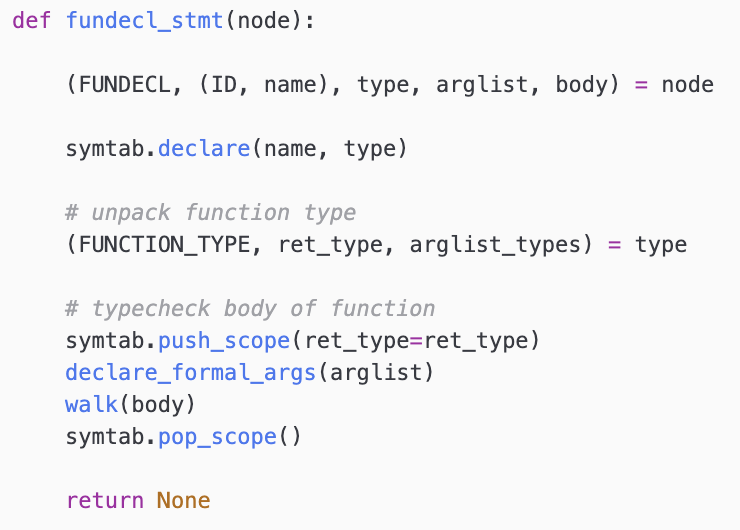 def fundecl_stmt(node):
(FUNDECL, (ID, name), type, arglist, body) = node
symtab.declare(name, type)
# unpack function type
(FUNCTION_TYPE, ret_type, arglist_types) = type
# typecheck body of function
symtab.push_scope(ret_type=ret_type)
declare_formal_args(arglist)
walk(body)
symtab.pop_scope()
return None